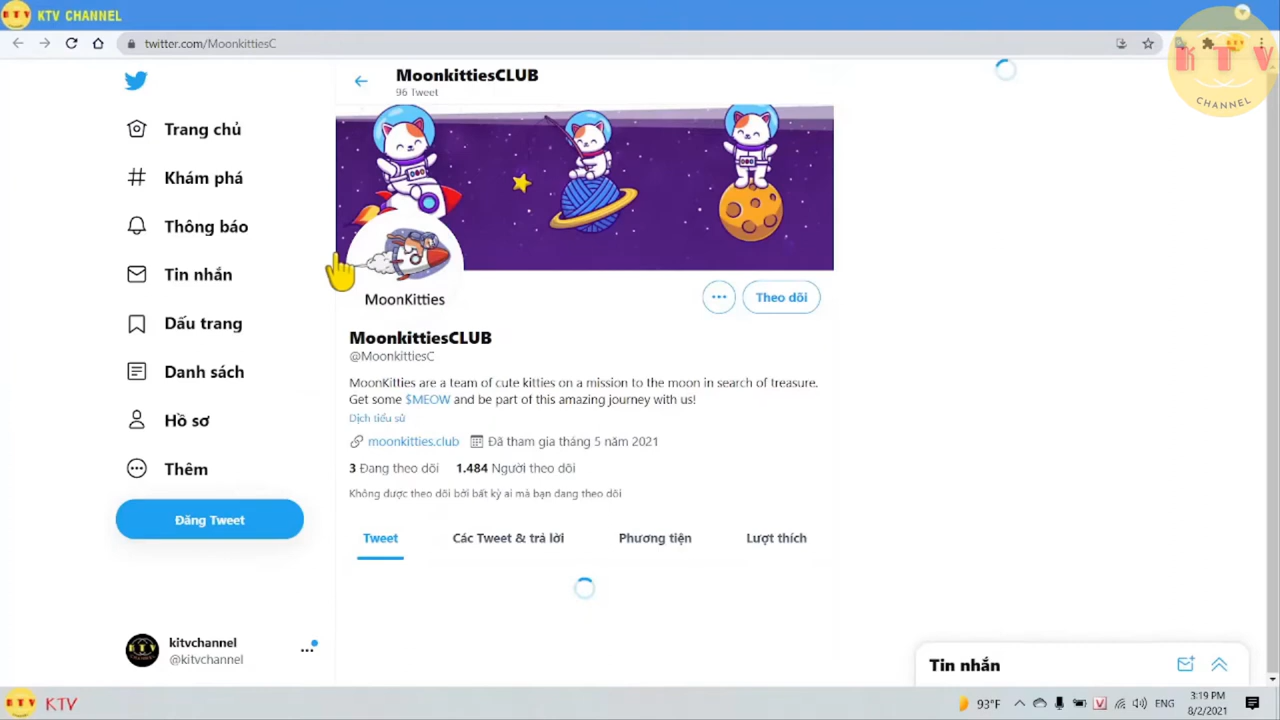 KTV CHANNEL
twitter.com/MoonkittiesC
KTV
CHANNEL
MoonkittiesCLUB
96 Tweet
Trang chủ
Khám phá
Thông báo
Tin nhắn
Dấu trang
Danh sách
Hồ sơ
Thêm
Đăng Tweet
kitvchannel
@kitvchannel
MoonKitties
Theo dõi
MoonkittiesCLUB
@MoonkittiesC
MoonKitties are a team of cute kitties on a mission to the moon in search of treasure.
Get some $MEOW and be part of this amazing journey with us!
Dịch tiểu sử
moonkitties.club Đã tham gia tháng 5 năm 2021
3 Đang theo dõi 1.484 Người theo dõi
Không được theo dõi bởi bất kỳ ai mà bạn đang theo dõi
Tweet Các Tweet & trả lời Phương tiện Lượt thích
Tin nhắn
KTV
93°F
V
ENG
3:19 PM
8/2/2021